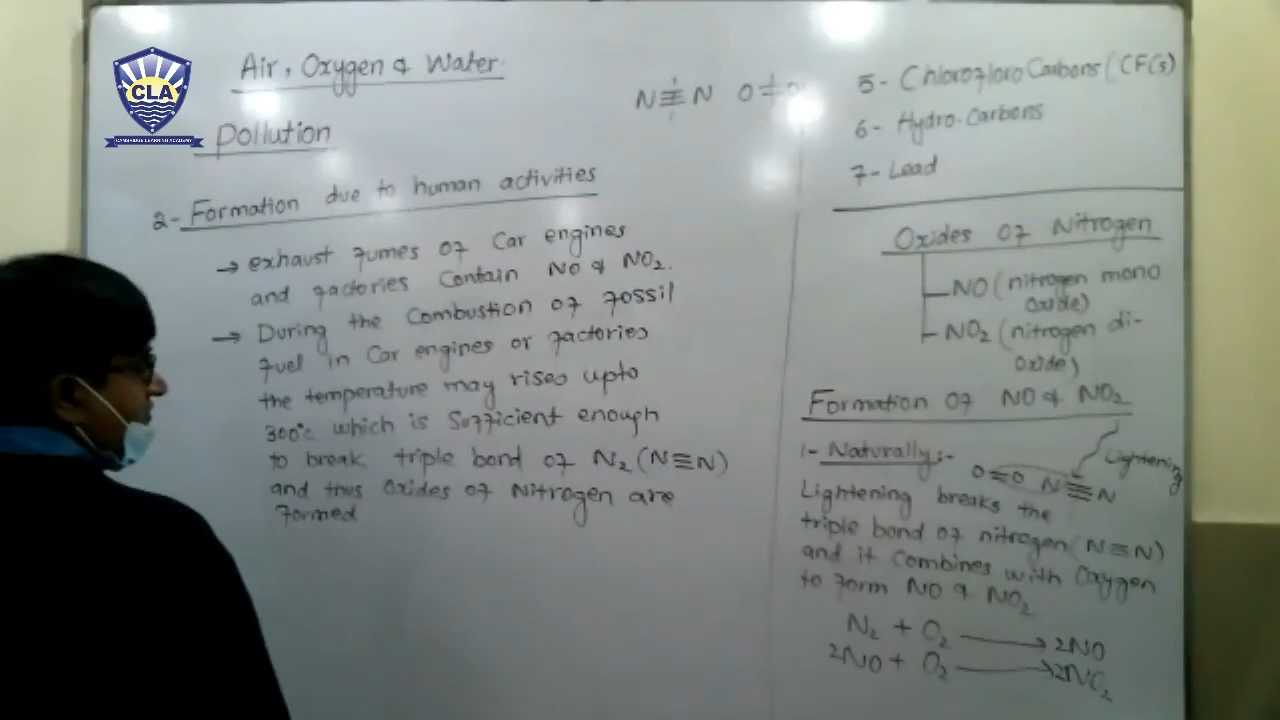 CLA
CAMBRIDGE LEARNING ACADEMY
Air, Oxygen & Water
Pollution
2- Formation due to human activities
→ exhaust fumes of Car engines
and factories Contain NO & NO₂.
→ During the Combustion of fossil
fuel in Car engines or factories
the temperature may rises upto
300°c which is Sufficient enough
to break triple bond of N₂ (N≡N)
and thus Oxides of Nitrogen are
formed
N≡N O=O
5- Chlorofloro Carbons (CFCs)
6- Hydro-Carbons
7- Lead
Oxides of Nitrogen
NO (nitrogen mono
Oxide)
NO₂ (nitrogen di-
Oxide)
Formation of NO & NO₂
1- Naturally:-
Lightening
O=O N≡N
Lightening breaks the
triple bond of nitrogen (N≡N)
and it Combines with Oxygen
to form NO & NO₂
N₂ + O₂ → 2NO
2NO + O₂ → 2NO₂